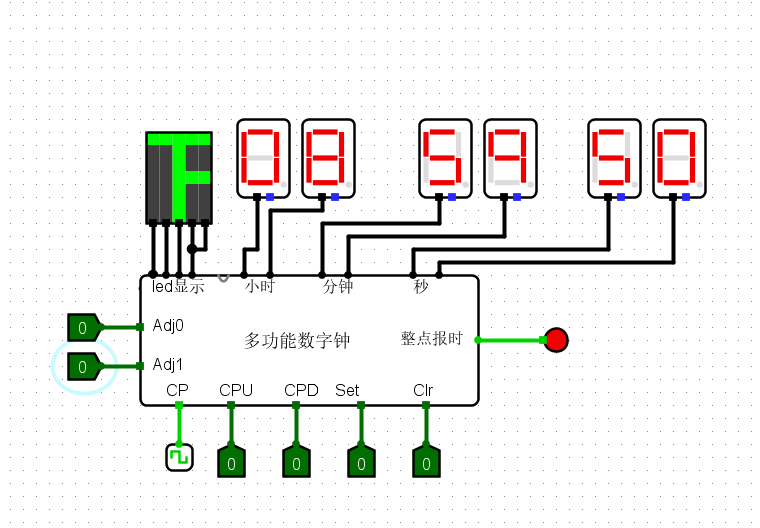 下 08 59 50
led显示 小时 分钟 秒
Adj0
0
多功能数字钟
整点报时
Adj1
0
CP CPU CPD Set Clr
0 0 0 0